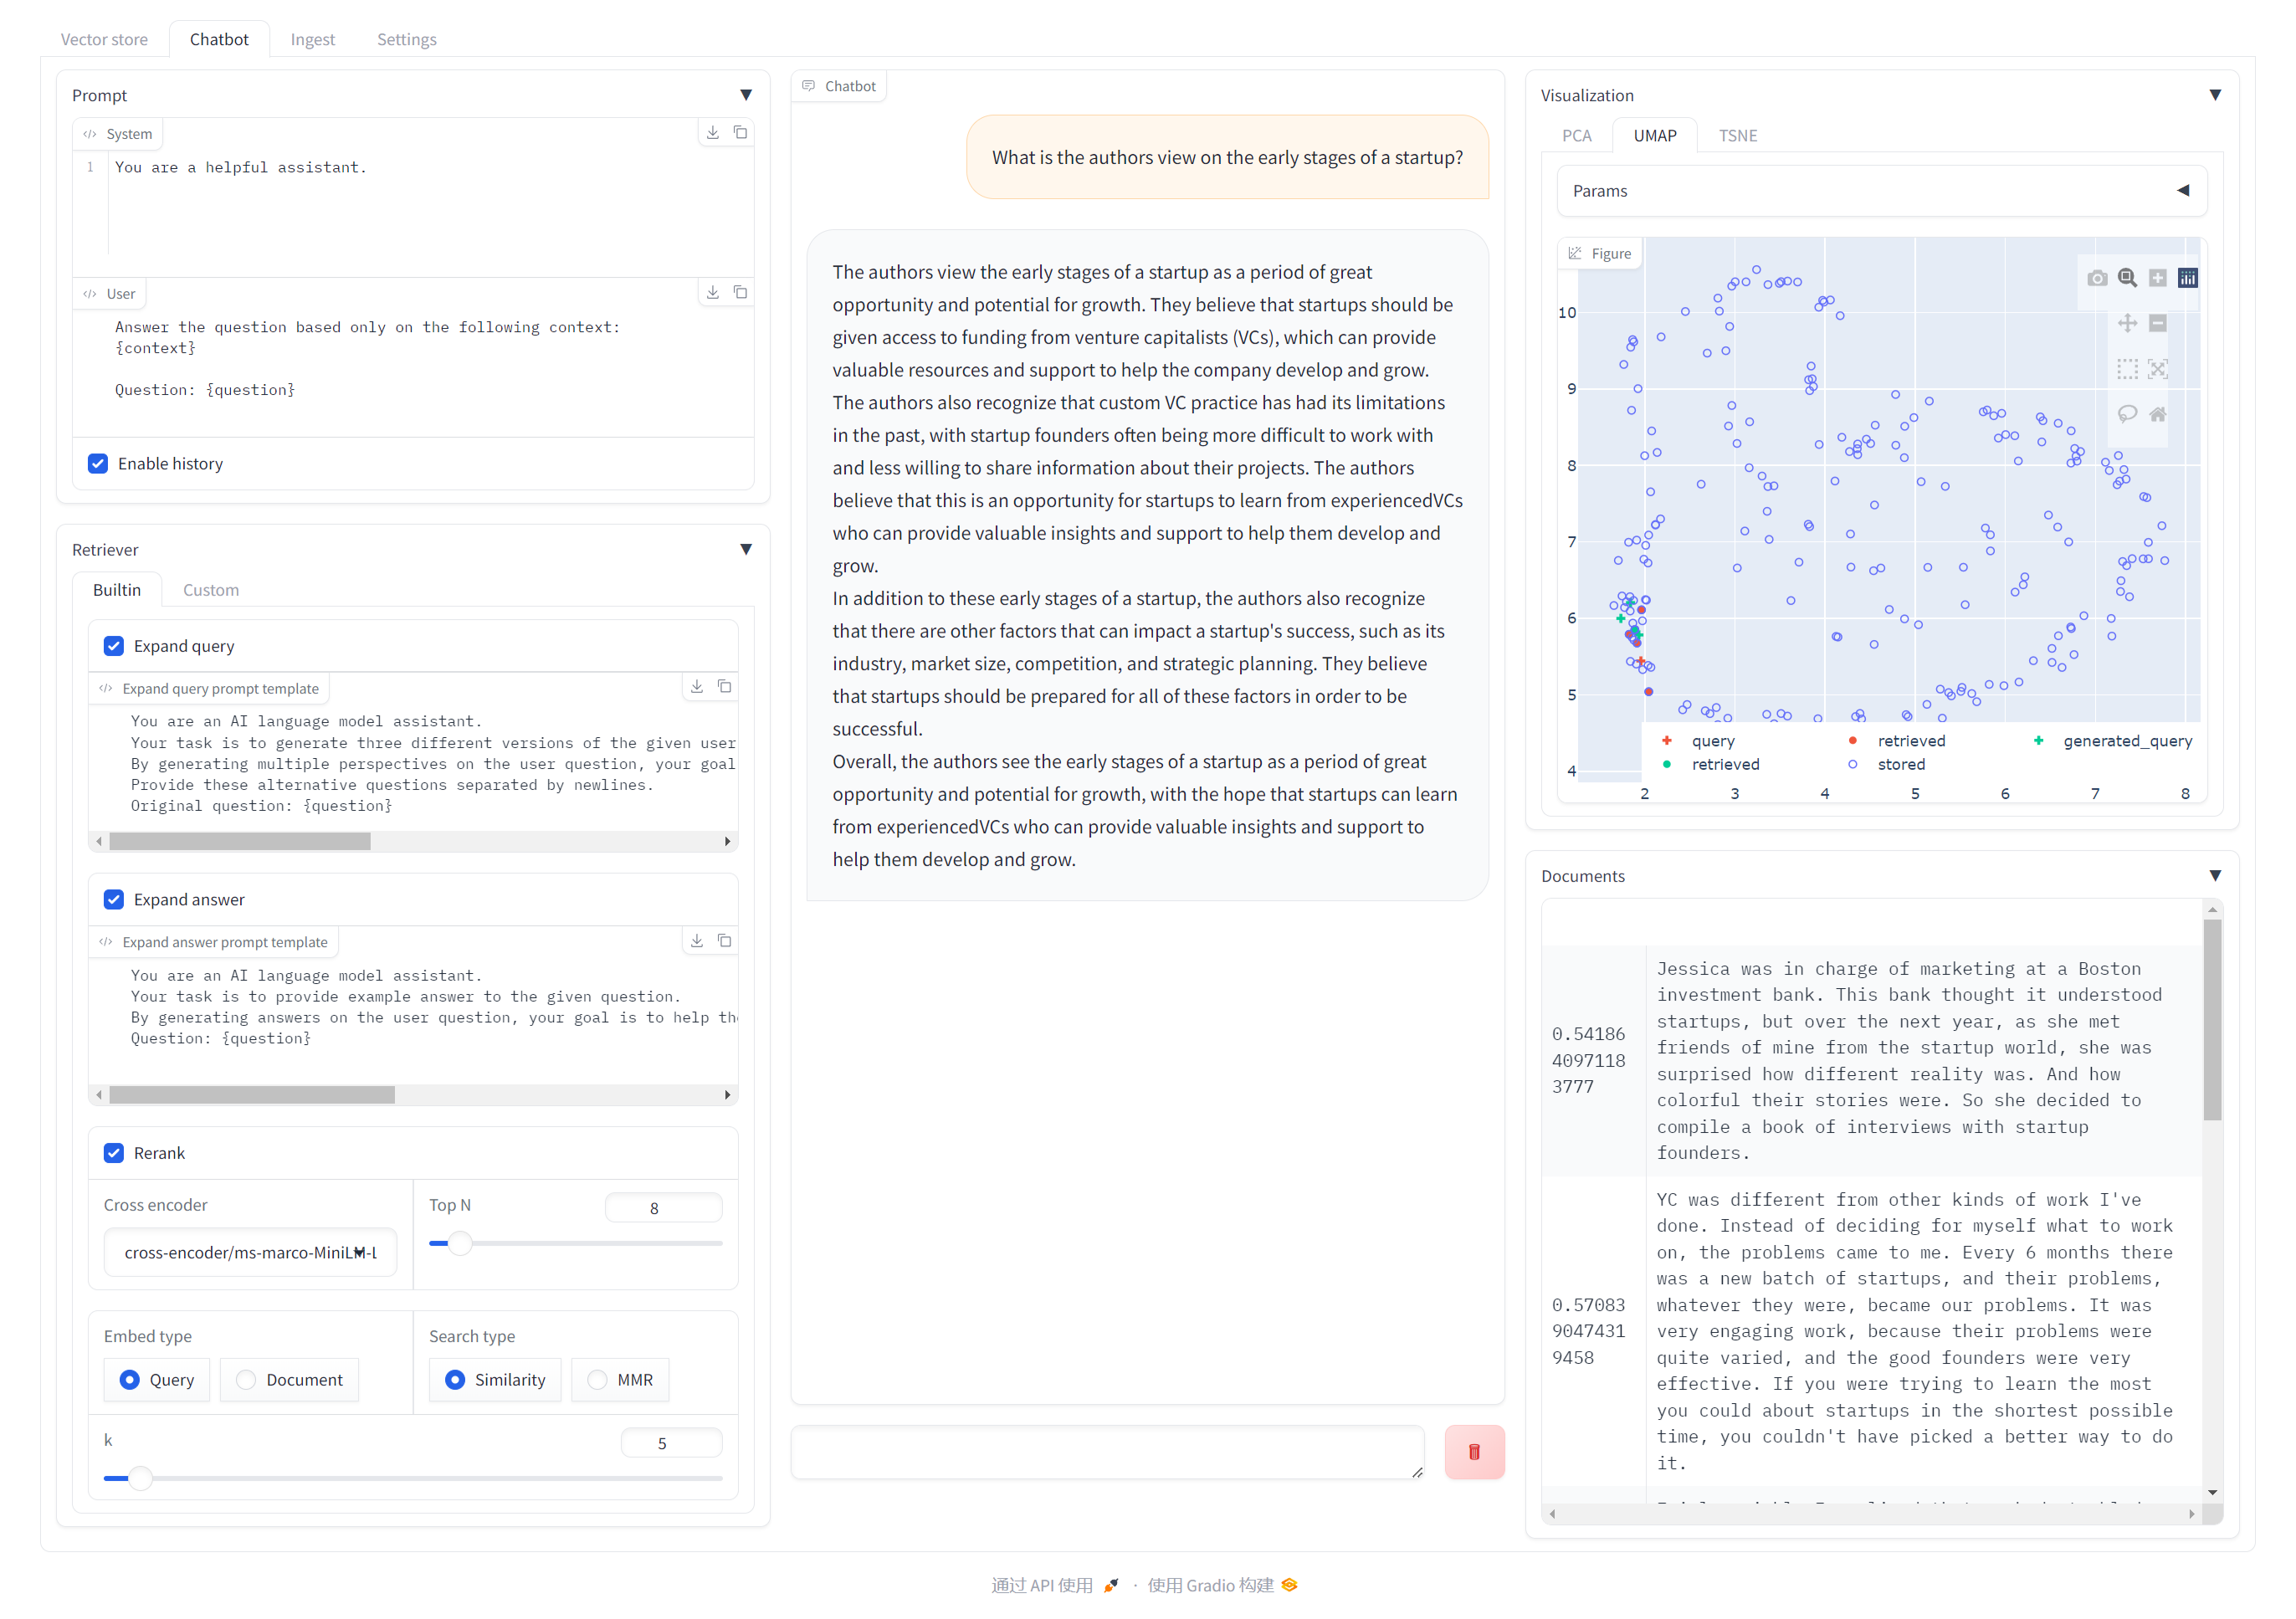 Vector store
Chatbot
Ingest
Settings
Prompt
System
1
You are a helpful assistant.
User
Answer the question based only on the following context:
{context}
Question: {question}
Enable history
Retriever
Builtin
Custom
Expand query
Expand query prompt template
You are an AI language model assistant.
Your task is to generate three different versions of the given user
By generating multiple perspectives on the user question, your goal
Provide these alternative questions separated by newlines.
Original question: {question}
Expand answer
Expand answer prompt template
You are an AI language model assistant.
Your task is to provide example answer to the given question.
By generating answers on the user question, your goal is to help the
Question: {question}
Rerank
Cross encoder
cross-encoder/ms-marco-MiniLM-L
Top N
8
Embed type
Query
Document
Search type
Similarity
MMR
k
5
Chatbot
What is the authors view on the early stages of a startup?
The authors view the early stages of a startup as a period of great
opportunity and potential for growth. They believe that startups should be
given access to funding from venture capitalists (VCs), which can provide
valuable resources and support to help the company develop and grow.
The authors also recognize that custom VC practice has had its limitations
in the past, with startup founders often being more difficult to work with
and less willing to share information about their projects. The authors
believe that this is an opportunity for startups to learn from experiencedVCs
who can provide valuable insights and support to help them develop and
grow.
In addition to these early stages of a startup, the authors also recognize
that there are other factors that can impact a startup's success, such as its
industry, market size, competition, and strategic planning. They believe
that startups should be prepared for all of these factors in order to be
successful.
Overall, the authors see the early stages of a startup as a period of great
opportunity and potential for growth, with the hope that startups can learn
from experiencedVCs who can provide valuable insights and support to
help them develop and grow.
Visualization
PCA
UMAP
TSNE
Params
Figure
10
9
8
7
6
5
4
2
3
4
5
6
7
8
query
retrieved
generated_query
retrieved
stored
Documents
0.54186
4097118
3777
Jessica was in charge of marketing at a Boston
investment bank. This bank thought it understood
startups, but over the next year, as she met
friends of mine from the startup world, she was
surprised how different reality was. And how
colorful their stories were. So she decided to
compile a book of interviews with startup
founders.
0.57083
9047431
9458
YC was different from other kinds of work I've
done. Instead of deciding for myself what to work
on, the problems came to me. Every 6 months there
was a new batch of startups, and their problems,
whatever they were, became our problems. It was
very engaging work, because their problems were
quite varied, and the good founders were very
effective. If you were trying to learn the most
you could about startups in the shortest possible
time, you couldn't have picked a better way to do
it.
通过 API 使用 · 使用 Gradio 构建